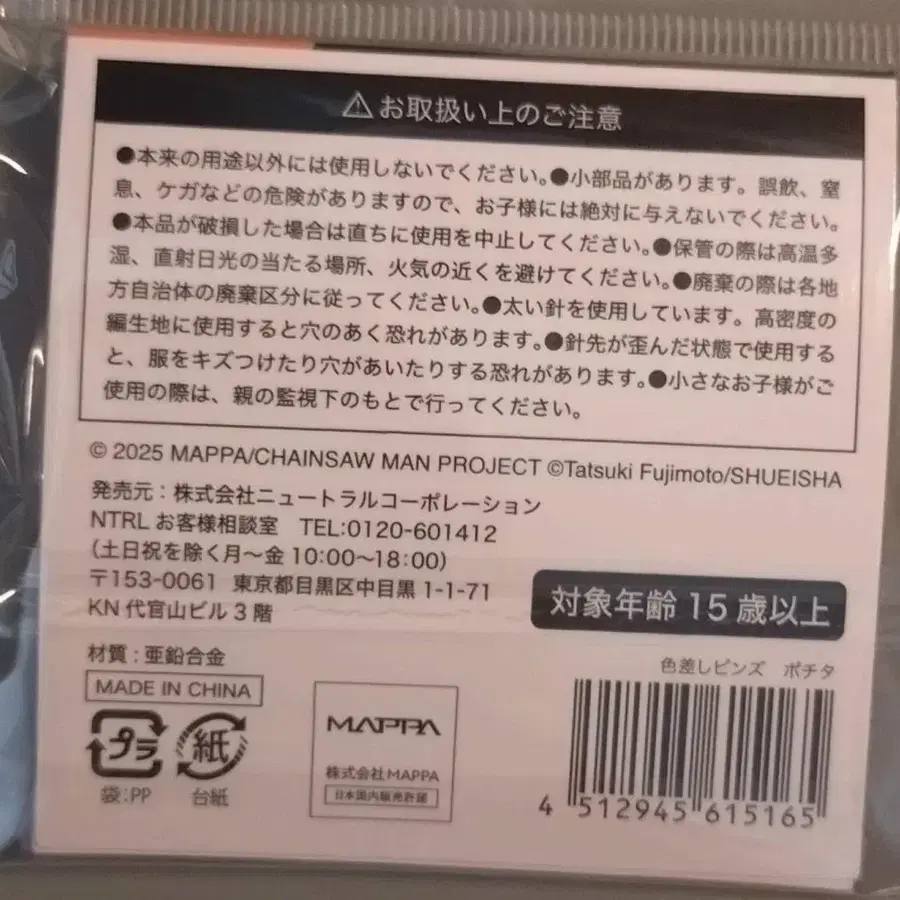 ⚠お取扱い上のご注意
●本来の用途以外には使用しないでください。●小部品があります。誤飲、窒
息、ケガなどの危険がありますので、お子様には絶対に与えないでください。
●本品が破損した場合は直ちに使用を中止してください。●保管の際は高温多
湿、直射日光の当たる場所、火気の近くを避けてください。●廃棄の際は各地
方自治体の廃棄区分に従ってください。●太い針を使用しています。高密度の
編生地に使用すると穴のあく恐れがあります。●針先が歪んだ状態で使用する
と、服をキズつけたり穴があいたりする恐れがあります。●小さなお子様がご
使用の際は、親の監視下のもとで行ってください。
© 2025 MAPPA/CHAINSAW MAN PROJECT ©Tatsuki Fujimoto/SHUEISHA
発売元：株式会社ニュートラルコーポレーション
NTRL お客様相談室 TEL:0120-601412
（土日祝を除く月〜金 10:00〜18:00）
〒153-0061 東京都目黒区中目黒 1-1-71
KN 代官山ビル 3 階
対象年齢 15 歳以上
材質：亜鉛合金
MADE IN CHINA
プラ
袋:PP
紙
台紙
MAPPA
株式会社MAPPA
日本国内販売許諾
色差しピンズ ポチタ
4 512945 615165